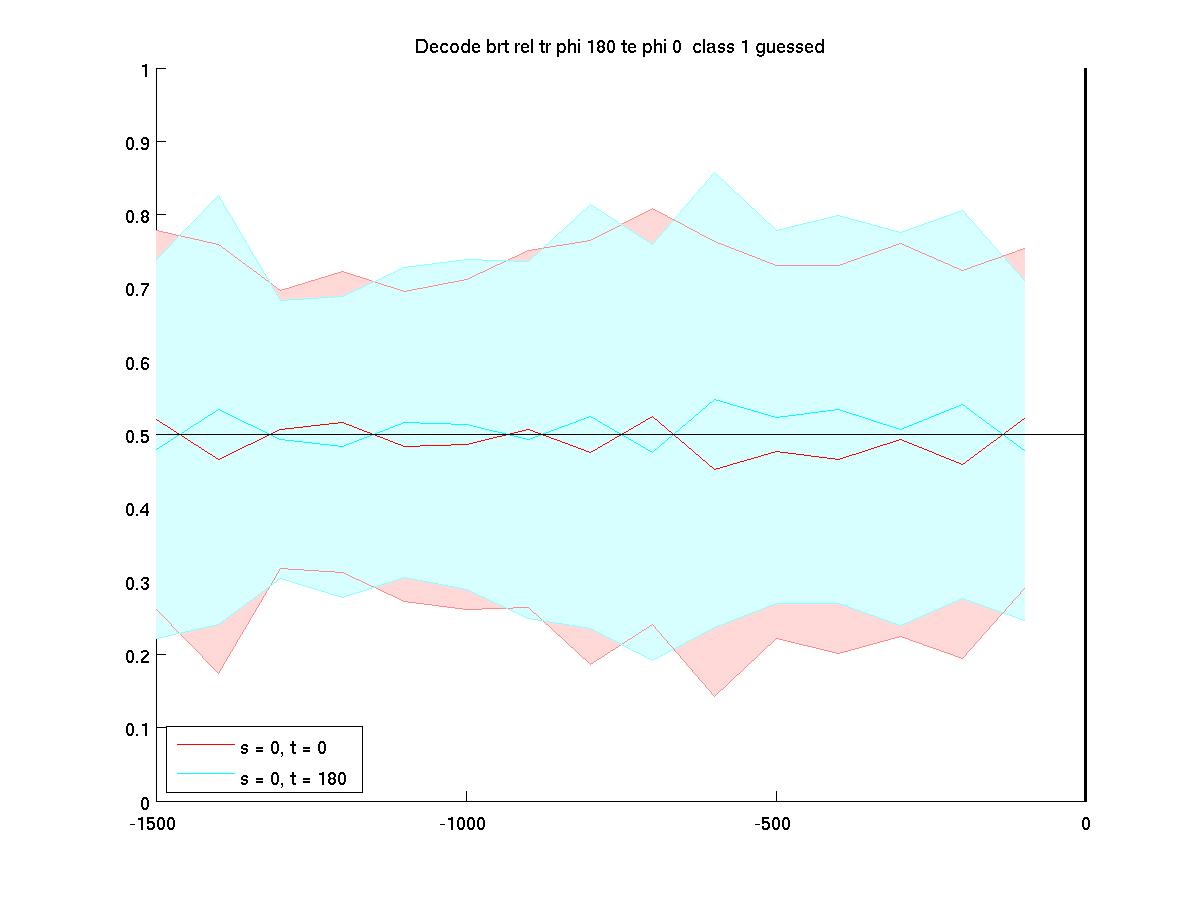 Decode brt rel tr phi 180 te phi 0  class 1 guessed
1
0.9
0.8
0.7
0.6
0.5
0.4
0.3
0.2
0.1
0
s = 0, t = 0
s = 0, t = 180
-1500 -1000 -500 0